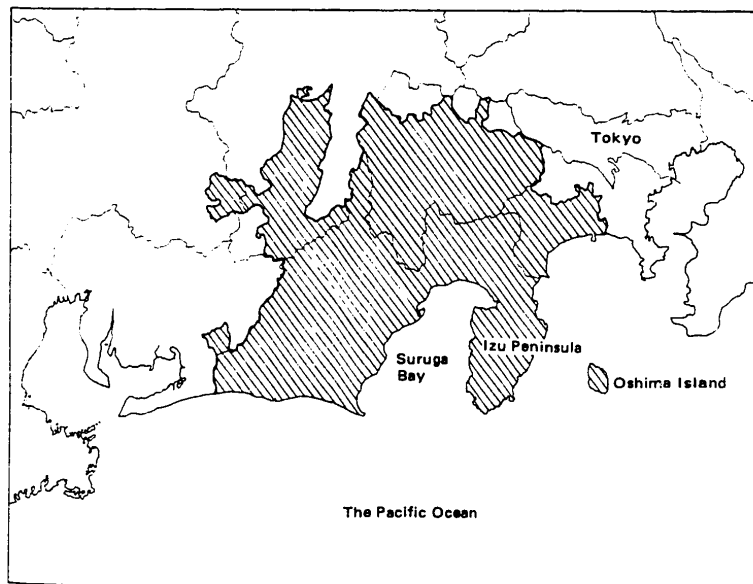 Tokyo
Suruga
Bay
Izu Peninsula
Oshima Island
The Pacific Ocean